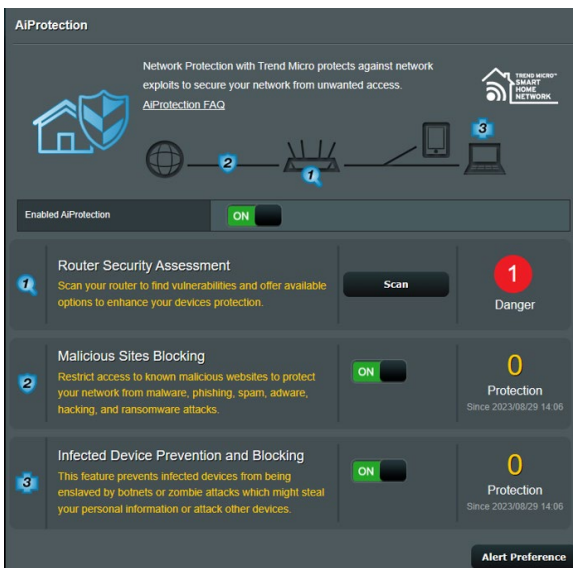 AiProtection
Network Protection with Trend Micro protects against network
exploits to secure your network from unwanted access.
AiProtection FAQ
TREND MICRO™
SMART
HOME
NETWORK
3
2
1
Enabled AiProtection
ON
1
Router Security Assessment
Scan your router to find vulnerabilities and offer available
options to enhance your devices protection.
Scan
1
Danger
2
Malicious Sites Blocking
Restrict access to known malicious websites to protect
your network from malware, phishing, spam, adware,
hacking, and ransomware attacks.
ON
0
Protection
Since 2023/08/29 14:06
3
Infected Device Prevention and Blocking
This feature prevents infected devices from being
enslaved by botnets or zombie attacks which might steal
your personal information or attack other devices.
ON
0
Protection
Since 2023/08/29 14:06
Alert Preference